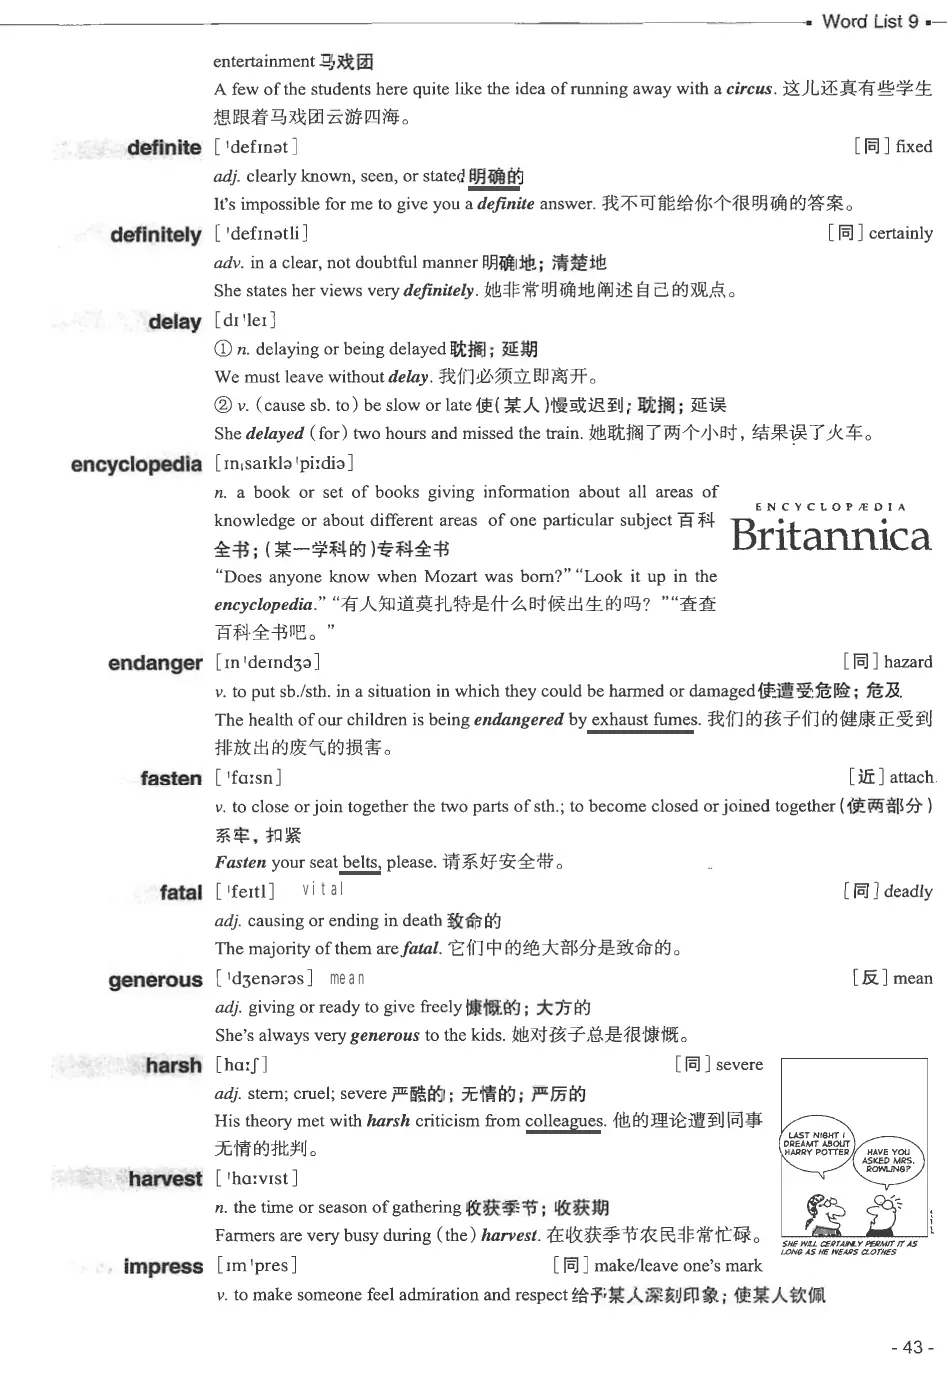 Word List 9
entertainment 马戏团
A few of the students here quite like the idea of running away with a circus. 这儿还真有些学生
想跟着马戏团云游四海。
definite [ˈdefɪnət] [同] fixed
adj. clearly known, seen, or stated 明确的
It's impossible for me to give you a definite answer. 我不可能给你个很明确的答案。
definitely [ˈdefɪnətli] [同] certainly
adv. in a clear, not doubtful manner 明确地；清楚地
She states her views very definitely. 她非常明确地阐述自己的观点。
delay [dɪˈleɪ]
① n. delaying or being delayed 耽搁；延期
We must leave without delay. 我们必须立即离开。
② v. (cause sb. to) be slow or late 使(某人)慢或迟到；耽搁；延误
She delayed (for) two hours and missed the train. 她耽搁了两个小时，结果误了火车。
encyclopedia [ɪnˌsaɪkləˈpiːdiə]
n. a book or set of books giving information about all areas of
knowledge or about different areas of one particular subject 百科
全书；(某一学科的)专科全书
"Does anyone know when Mozart was born?" "Look it up in the
encyclopedia." "有人知道莫扎特是什么时候出生的吗？" "查查
百科全书吧。"
ENCYCLOPÆDIA
Britannica
endanger [ɪnˈdeɪndʒə] [同] hazard
v. to put sb./sth. in a situation in which they could be harmed or damaged 使遭受危险；危及
The health of our children is being endangered by exhaust fumes. 我们的孩子们的健康正受到
排放出的废气的损害。
fasten [ˈfɑːsn] [近] attach
v. to close or join together the two parts of sth.; to become closed or joined together (使两部分)
系牢，扣紧
Fasten your seat belts, please. 请系好安全带。
fatal [ˈfeɪtl] vital [同] deadly
adj. causing or ending in death 致命的
The majority of them are fatal. 它们中的绝大部分是致命的。
generous [ˈdʒenərəs] mean [反] mean
adj. giving or ready to give freely 慷慨的；大方的
She's always very generous to the kids. 她对孩子总是很慷慨。
harsh [hɑːʃ] [同] severe
adj. stern; cruel; severe 严酷的；无情的；严厉的
His theory met with harsh criticism from colleagues. 他的理论遭到同事
无情的批判。
harvest [ˈhɑːvɪst]
n. the time or season of gathering 收获季节；收获期
Farmers are very busy during (the) harvest. 在收获季节农民非常忙碌。
LAST NIGHT I
DREAMT ABOUT
HARRY POTTER
HAVE YOU
ASKED MRS.
ROWLING?
SHE WILL CERTAINLY PERMIT IT AS
LONG AS HE WEARS CLOTHES
impress [ɪmˈpres] [同] make/leave one's mark
v. to make someone feel admiration and respect 给予某人深刻印象；使某人钦佩
- 43 -